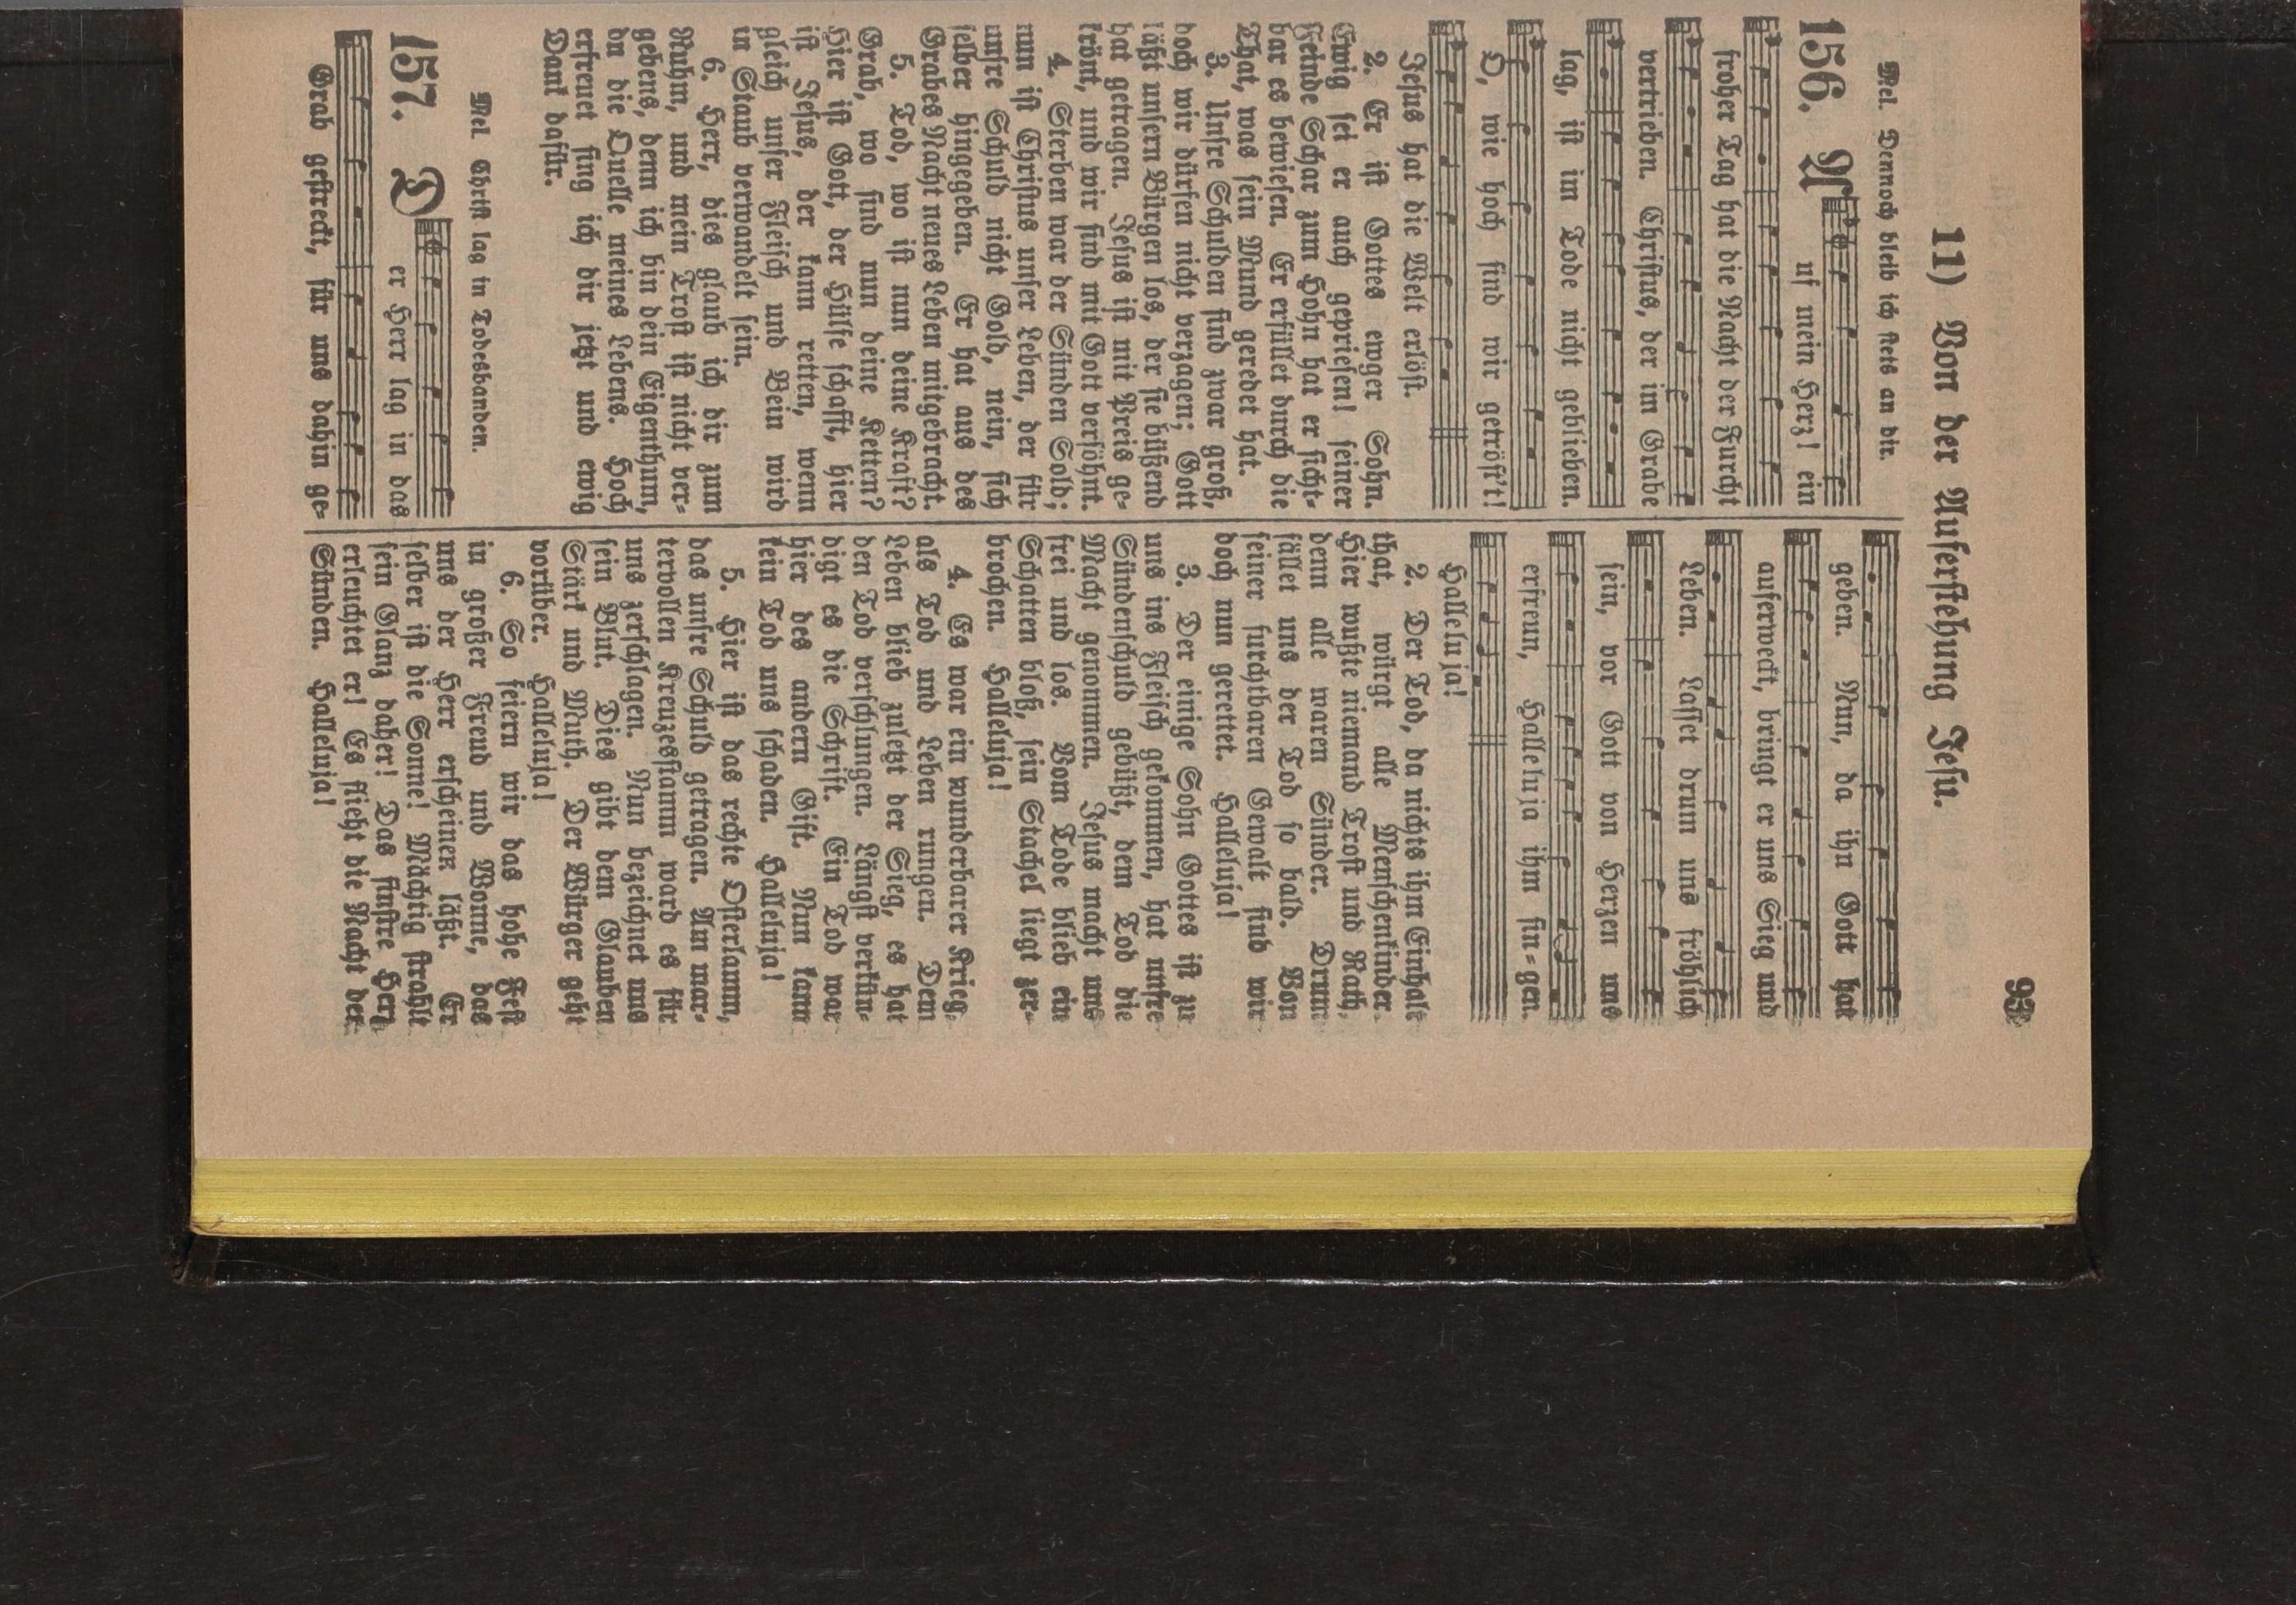 11) Von der Auferstehung Jesu.
93
Mel. Dennoch bleib ich stets an dir.
156. Auf mein Herz! ein
froher Tag hat die Nacht der Furcht
vertrieben. Christus, der im Grabe
lag, ist im Tode nicht geblieben.
O, wie hoch sind wir getröst't!
Jesus hat die Welt erlöst.
2. Er ist Gottes ewger Sohn.
Ewig sei er auch gepriesen! seiner
Feinde Schar zum Hohn hat er sicht-
bar es bewiesen. Er erfüllet durch die
That, was sein Mund geredet hat.
3. Unsre Schulden sind zwar groß,
doch wir dürfen nicht verzagen; Gott
läßt unsern Bürgen los, der sie büßend
hat getragen. Jesus ist mit Preis ge-
krönt, und wir sind mit Gott versöhnt.
4. Sterben war der Sünden Sold;
nun ist Christus unser Leben, der für
unsre Schuld nicht Gold, nein, sich
selber hingegeben. Er hat aus des
Grabes Nacht neues Leben mitgebracht.
5. Tod, wo ist nun deine Kraft?
Grab, wo sind nun deine Ketten?
Hier ist Gott, der Hülfe schafft, hier
ist Jesus, der kann retten, wenn
gleich unser Fleisch und Bein wird
in Staub verwandelt sein.
6. Herr, dies glaub ich dir zum
Ruhm, und mein Trost ist nicht ver-
gebens, denn ich bin dein Eigenthum,
du die Quelle meines Lebens. Hoch
erfreuet sing ich dir jetzt und ewig
Dank dafür.
Mel. Christ lag in Todesbanden.
157. Der Herr lag in das
Grab gestreckt, für uns dahin ge-
geben. Nun, da ihn Gott hat
auferweckt, bringt er uns Sieg und
Leben. Lasset drum uns fröhlich
sein, vor Gott von Herzen uns
erfreun, Halleluja ihm sin-gen.
Halleluja!
2. Der Tod, da nichts ihm Einhalt
that, würgt alle Menschenkinder.
Hier wußte niemand Trost und Rath,
denn alle waren Sünder. Drum
fället uns der Tod so bald. Von
seiner furchtbaren Gewalt sind wir
doch nun gerettet. Halleluja!
3. Der einige Sohn Gottes ist zu
uns ins Fleisch gekommen, hat unsre
Sündenschuld gebüßt, dem Tod die
Macht genommen. Jesus macht uns
frei und los. Vom Tode blieb ein
Schatten bloß, sein Stachel liegt zer-
brochen. Halleluja!
4. Es war ein wunderbarer Krieg,
als Tod und Leben rungen. Dem
Leben blieb zuletzt der Sieg, es hat
den Tod verschlungen. Längst verkün-
digt es die Schrift. Ein Tod war
hier des andern Gift. Nun kann
kein Tod uns schaden. Halleluja!
5. Hier ist das rechte Osterlamm,
das unsre Schuld getragen. Am mar-
tervollen Kreuzesstamm ward es für
uns zerschlagen. Nun bezeichnet uns
sein Blut. Dies gibt dem Glauben
Stärk und Muth. Der Würger geht
vorüber. Halleluja!
6. So feiern wir das hohe Fest
in großer Freud und Wonne, das
uns der Herr erscheinen läßt. Er
selber ist die Sonne! Mächtig strahlt
sein Glanz daher! Das finstre Herz
erleuchtet er! Es flieht die Nacht der
Sünden. Halleluja!